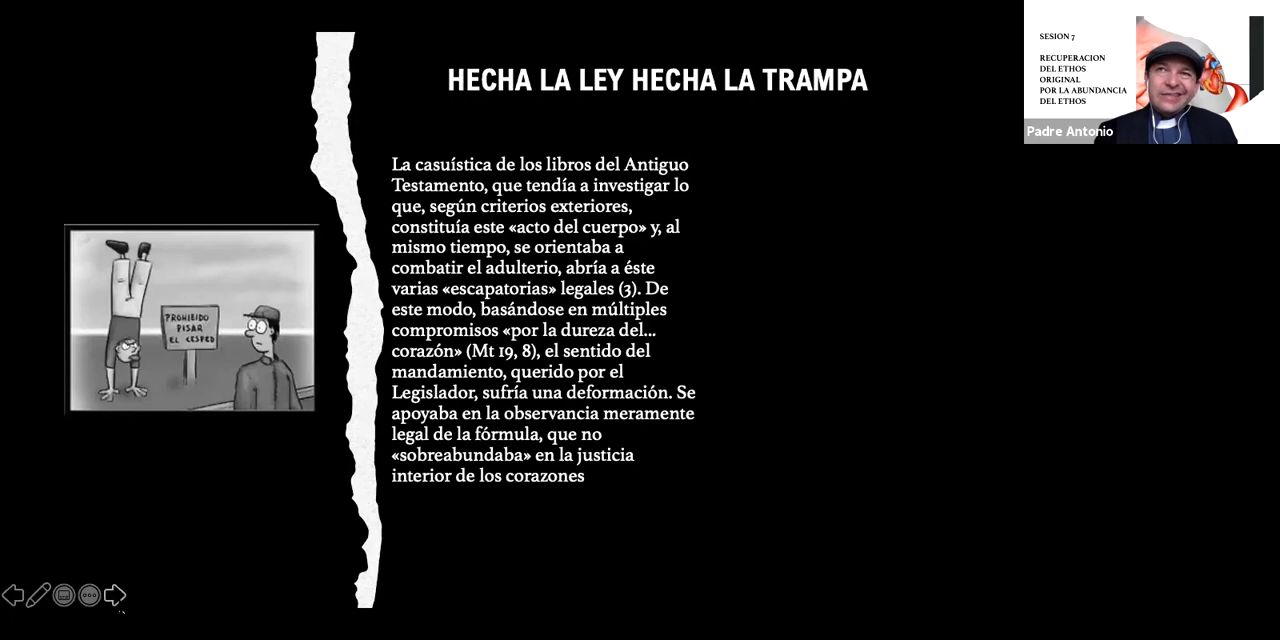 HECHA LA LEY HECHA LA TRAMPA
La casuística de los libros del Antiguo
Testamento, que tendía a investigar lo
que, según criterios exteriores,
constituía este «acto del cuerpo» y, al
mismo tiempo, se orientaba a
combatir el adulterio, abría a éste
varias «escapatorias» legales (3). De
este modo, basándose en múltiples
compromisos «por la dureza del...
corazón» (Mt 19, 8), el sentido del
mandamiento, querido por el
Legislador, sufría una deformación. Se
apoyaba en la observancia meramente
legal de la fórmula, que no
«sobreabundaba» en la justicia
interior de los corazones
PROHIBIDO
PISAR
EL CESPED
SESION 7
RECUPERACION
DEL ETHOS
ORIGINAL
POR LA ABUNDANCIA
DEL ETHOS
Padre Antonio